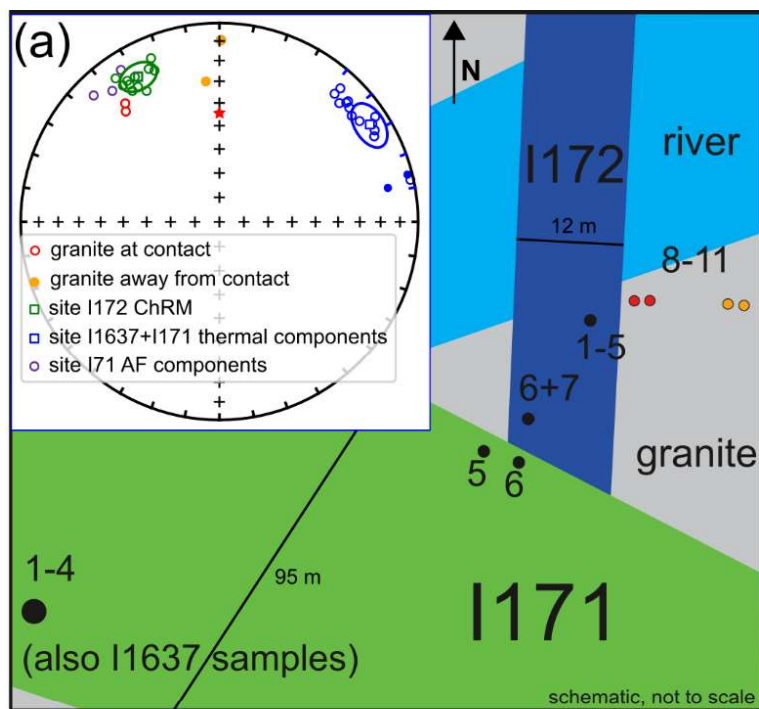 (a)
N
river
I172
12 m
8-11
1-5
6+7
granite
5
6
granite at contact
granite away from contact
site I172 ChRM
site I1637+I171 thermal components
site I71 AF components
1-4
95 m
I171
(also I1637 samples)
schematic, not to scale